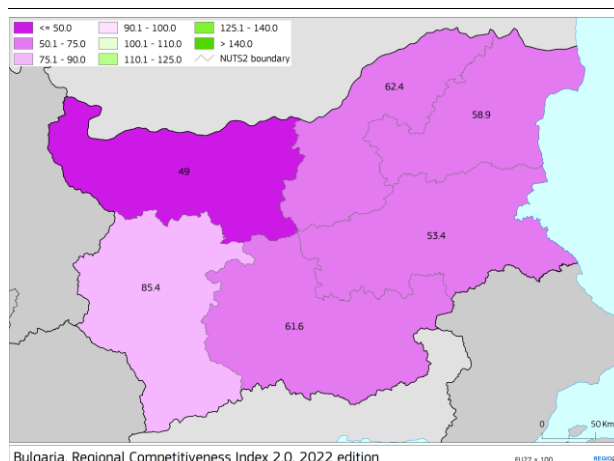 <= 50.0
90.1 - 100.0
125.1 - 140.0
50.1 - 75.0
100.1 - 110.0
> 140.0
75.1 - 90.0
110.1 - 125.0
NUTS2 boundary
62.4
58.9
49
53.4
85.4
61.6
0 50 Km
Bulgaria, Regional Competitiveness Index 2.0, 2022 edition
EU27 = 100
REGIO